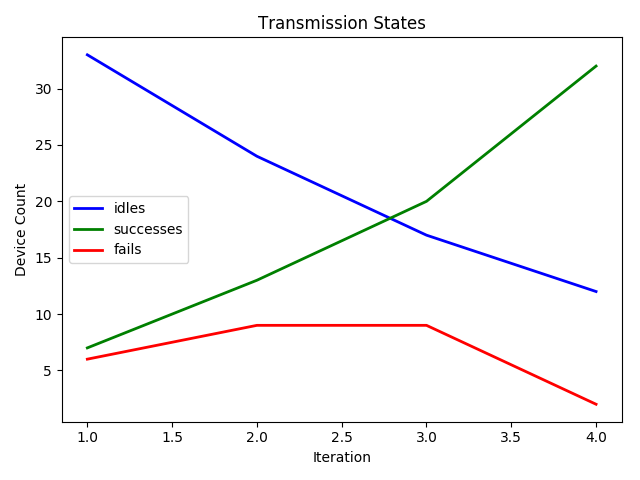 Transmission States
Device Count
30
25
20
15
10
5
idles
successes
fails
1.0 1.5 2.0 2.5 3.0 3.5 4.0
Iteration